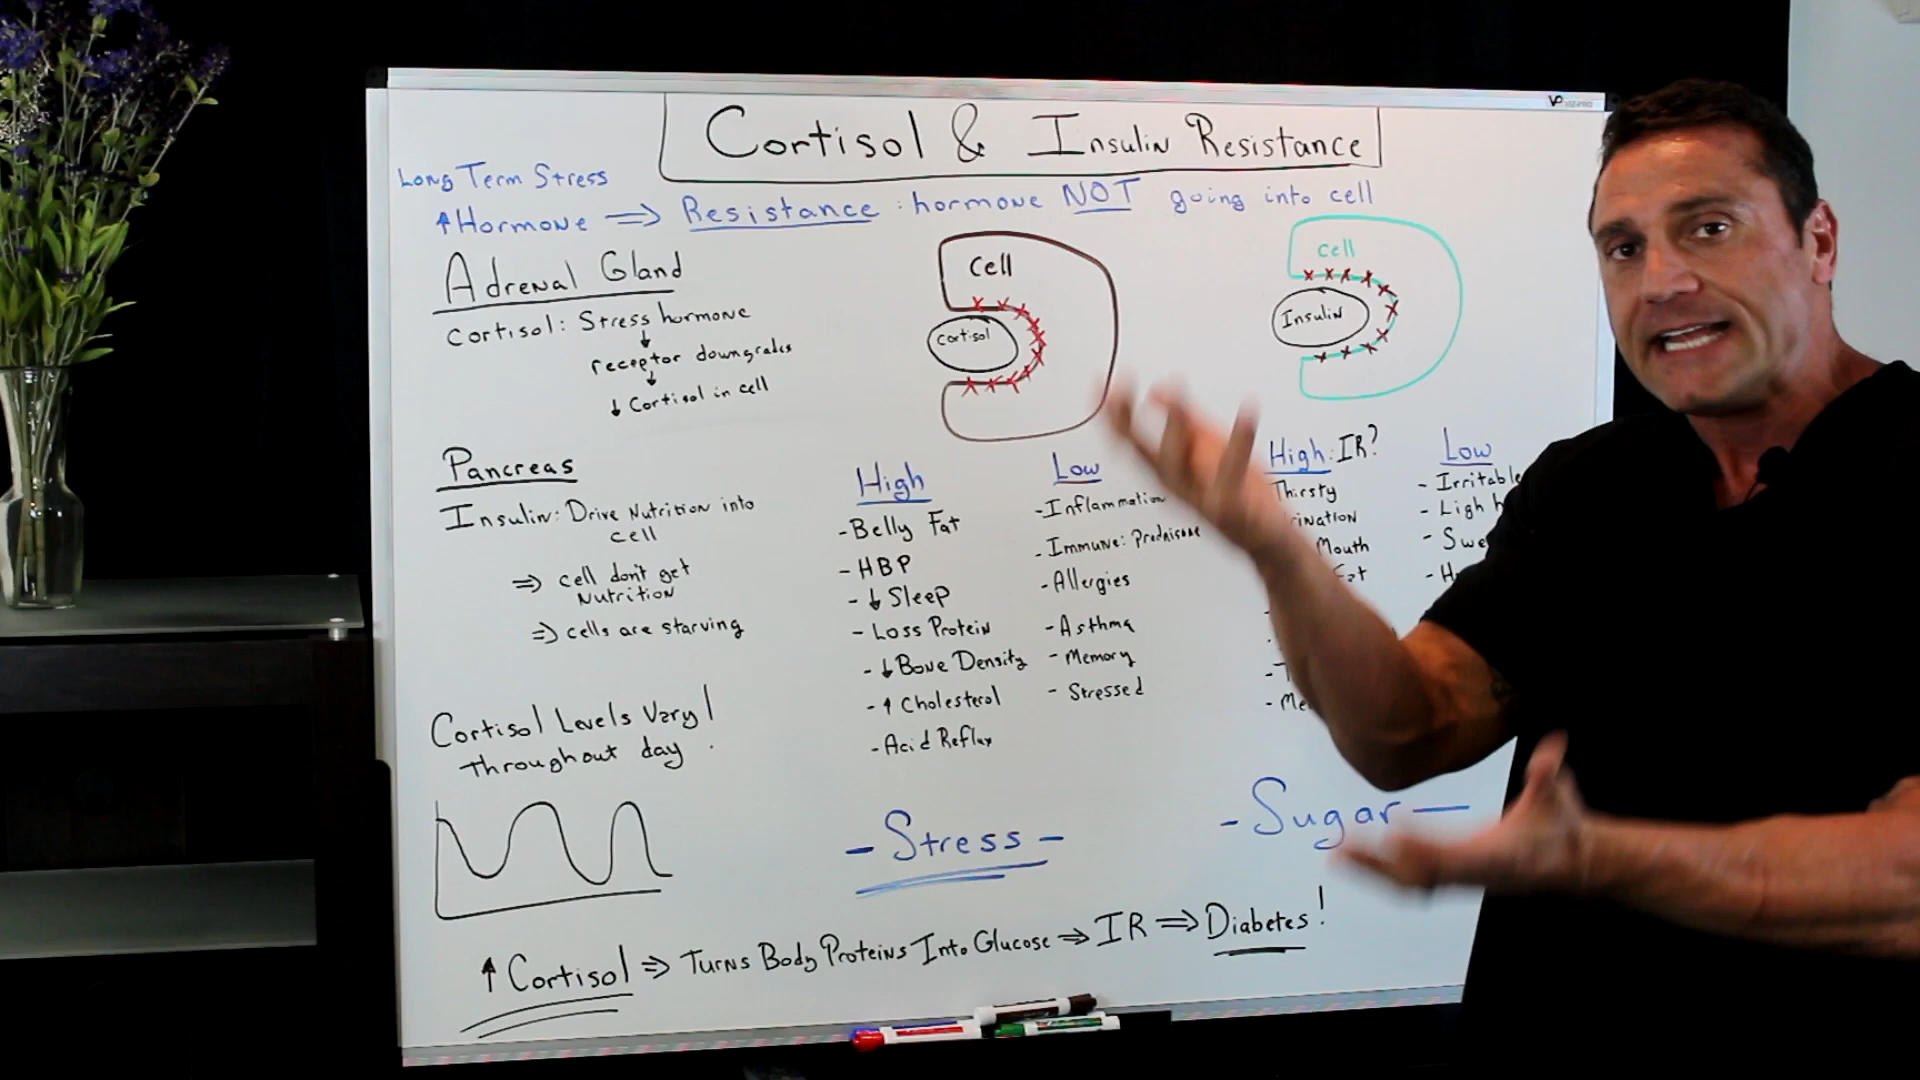 VP
Cortisol & Insulin Resistance
Long Term Stress
↑ Hormone ⇒ Resistance : hormone NOT going into cell
Adrenal Gland
Cortisol: Stress hormone
↓
receptor downgrades
↓
↓ Cortisol in cell
Cell
Cortisol
Cell
Insulin
Pancreas
Insulin: Drive Nutrition into
cell
⇒ cell don't get
Nutrition
⇒ cells are starving
Cortisol Levels Vary!
Throughout day
High
- Belly Fat
- HBP
- ↓ Sleep
- Loss Protein
- ↓ Bone Density
- ↑ Cholesterol
- Acid Reflux
Low
- Inflammation
- Immune: Prednisone
- Allergies
- Asthma
- Memory
- Stressed
High: IR?
Thirsty
rination
Mouth
Low
- Irritable
- Ligh h
- Swe
- H
- Me
- Stress -
- Sugar -
↑ Cortisol ⇒ Turns Body Proteins Into Glucose ⇒ IR ⇒ Diabetes!